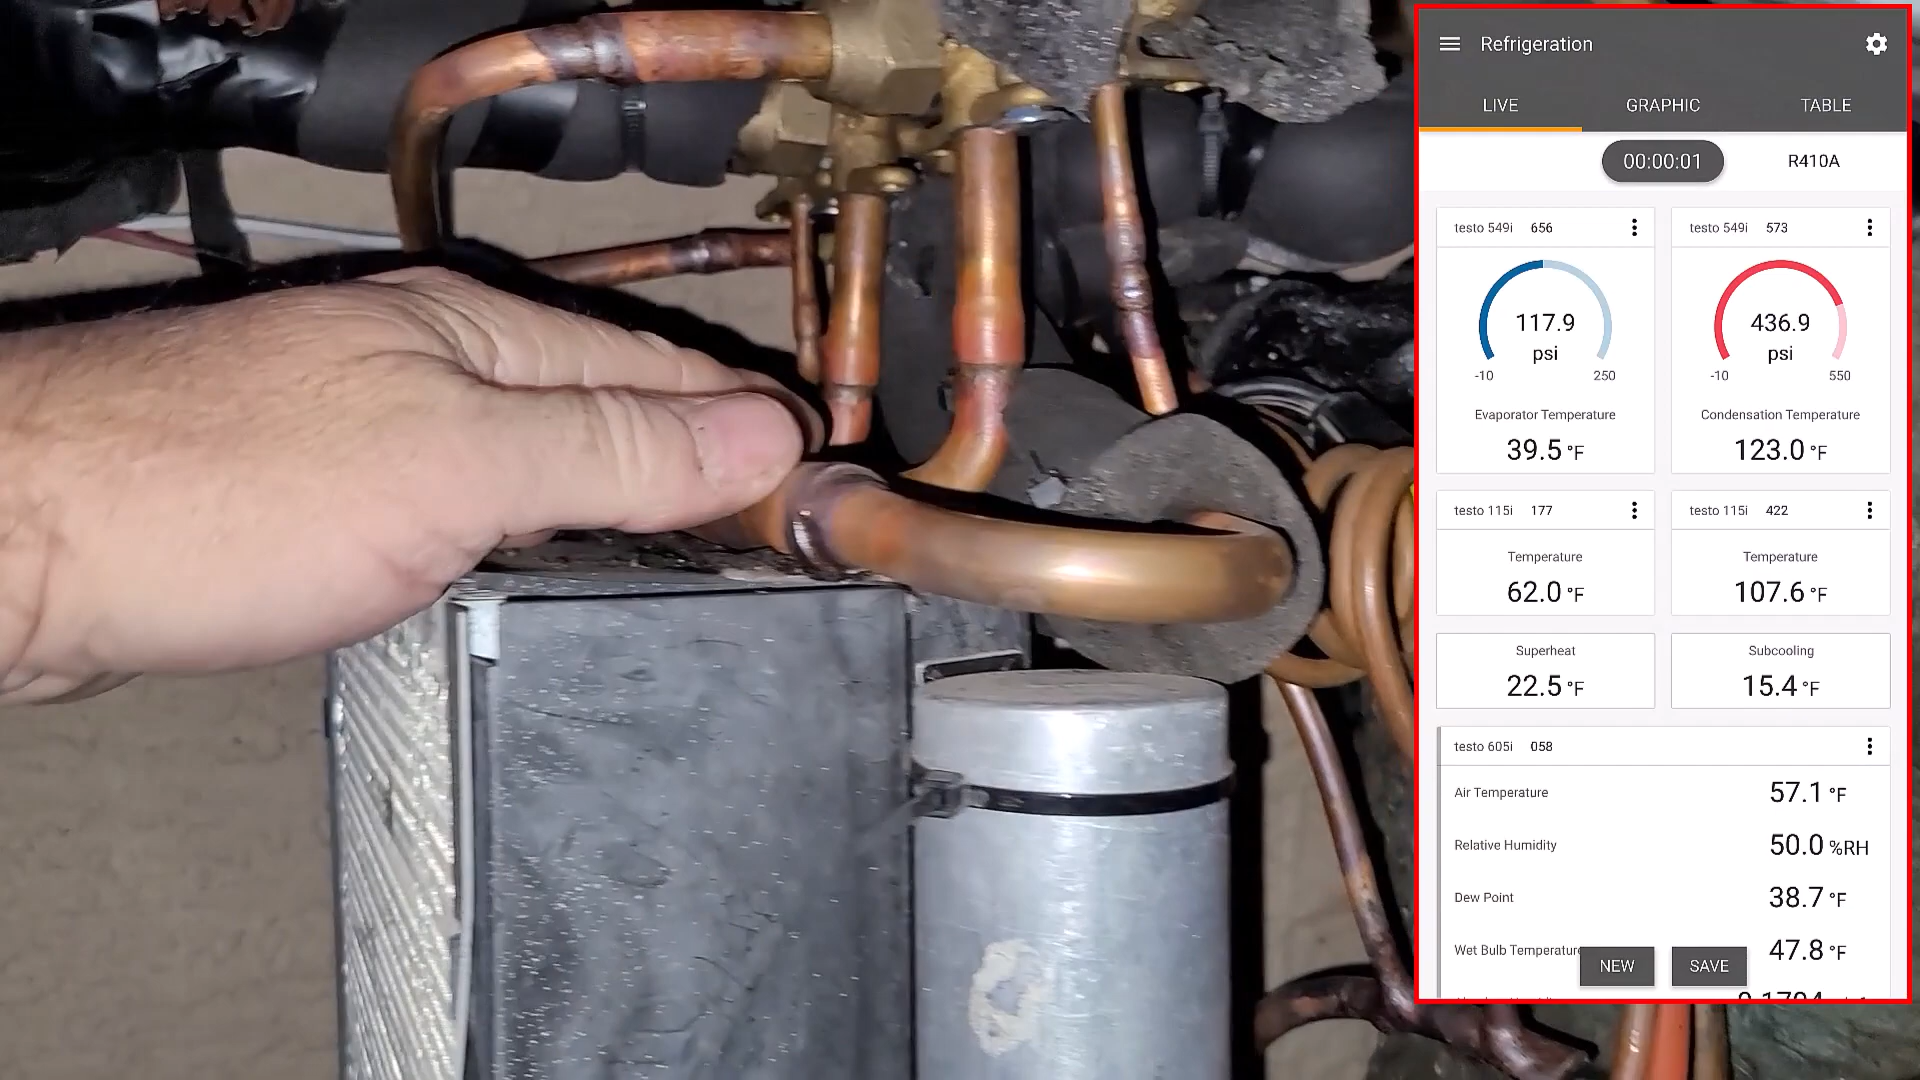 Refrigeration
LIVE GRAPHIC TABLE
00:00:01 R410A
testo 549i 656
117.9
psi
-10 250
Evaporator Temperature
39.5 °F
testo 549i 573
436.9
psi
-10 550
Condensation Temperature
123.0 °F
testo 115i 177
Temperature
62.0 °F
testo 115i 422
Temperature
107.6 °F
Superheat
22.5 °F
Subcooling
15.4 °F
testo 605i 058
Air Temperature 57.1 °F
Relative Humidity 50.0 %RH
Dew Point 38.7 °F
Wet Bulb Temperature 47.8 °F
NEW SAVE